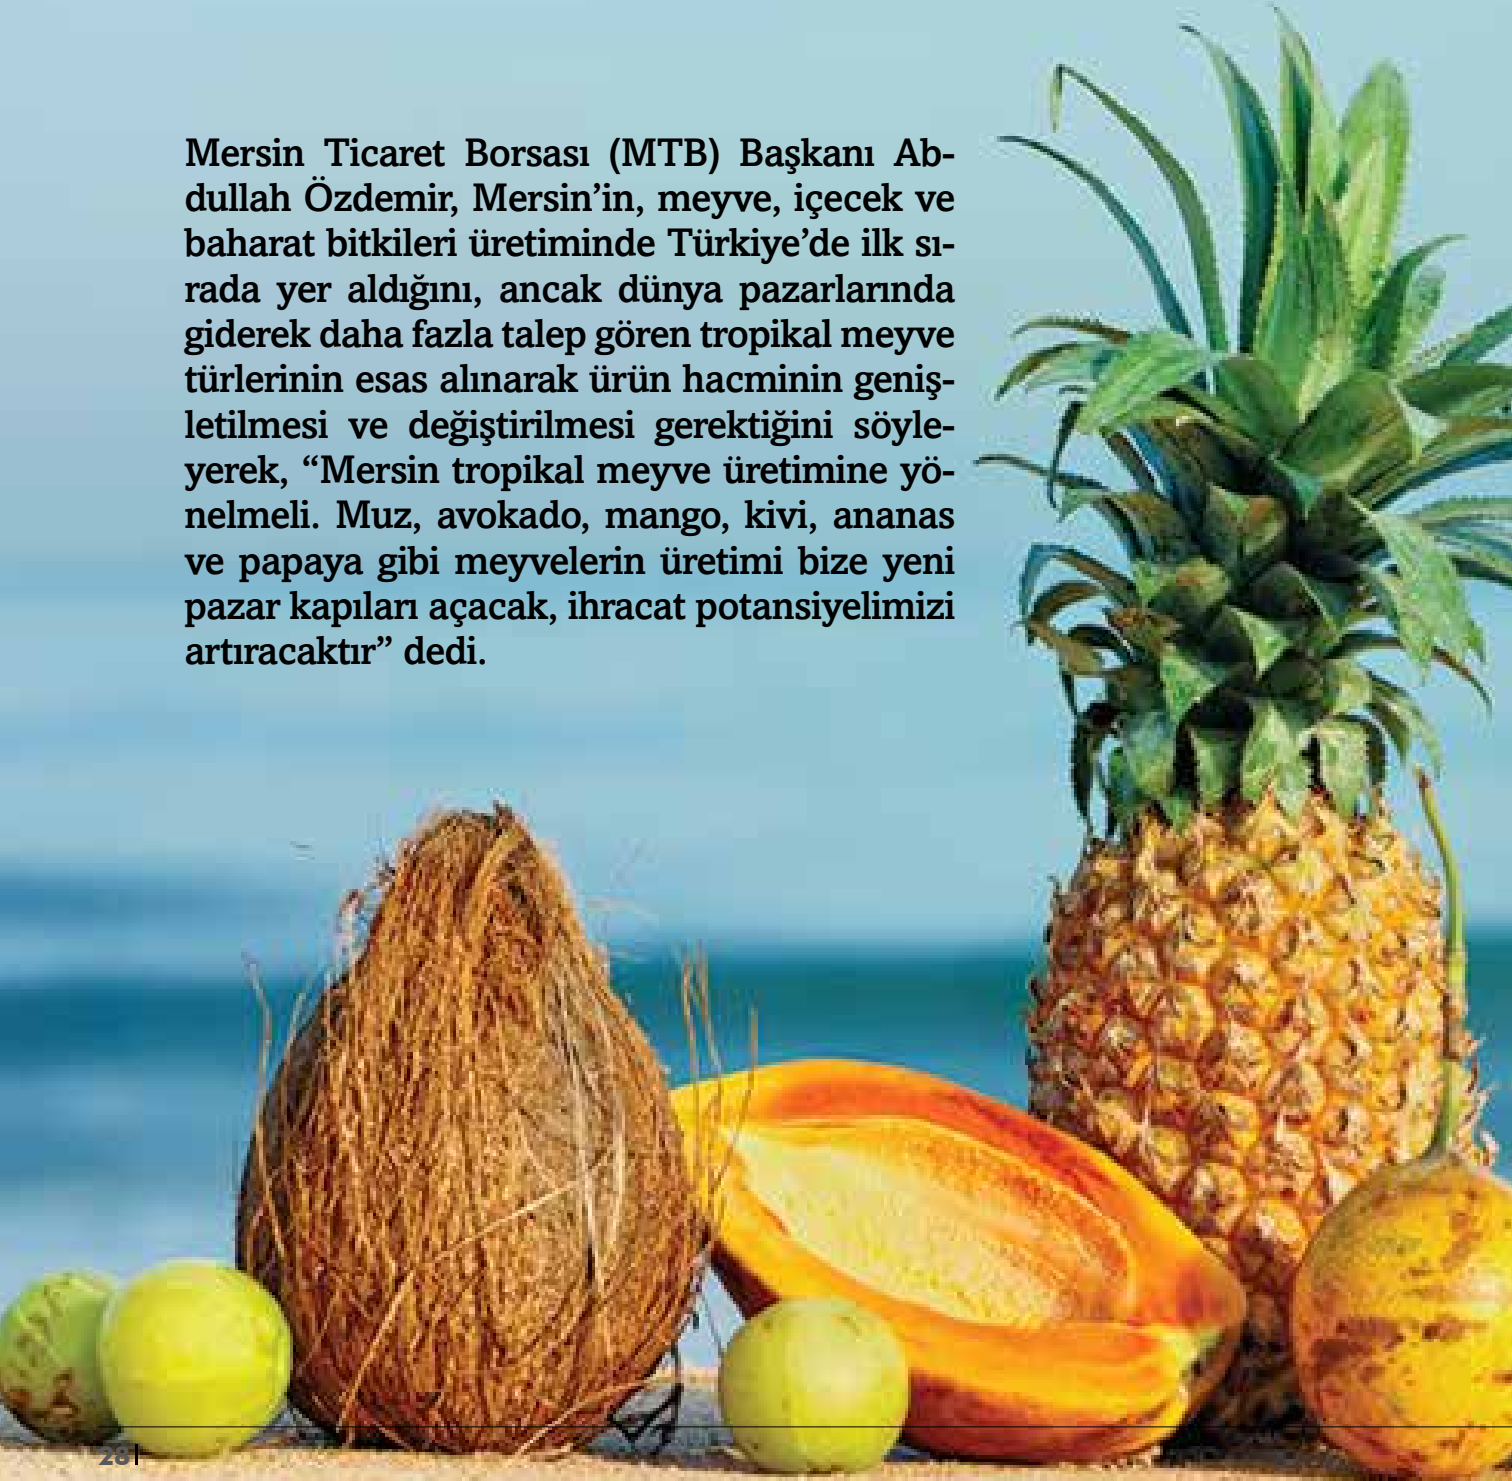 Mersin Ticaret Borsası (MTB) Başkanı Ab-
dullah Özdemir, Mersin’in, meyve, içecek ve
baharat bitkileri üretiminde Türkiye’de ilk sı-
rada yer aldığını, ancak dünya pazarlarında
giderek daha fazla talep gören tropikal meyve
türlerinin esas alınarak ürün hacminin geniş-
letilmesi ve değiştirilmesi gerektiğini söyle-
yerek, “Mersin tropikal meyve üretimine yö-
nelmeli. Muz, avokado, mango, kivi, ananas
ve papaya gibi meyvelerin üretimi bize yeni
pazar kapıları açacak, ihracat potansiyelimizi
artıracaktır” dedi.
28